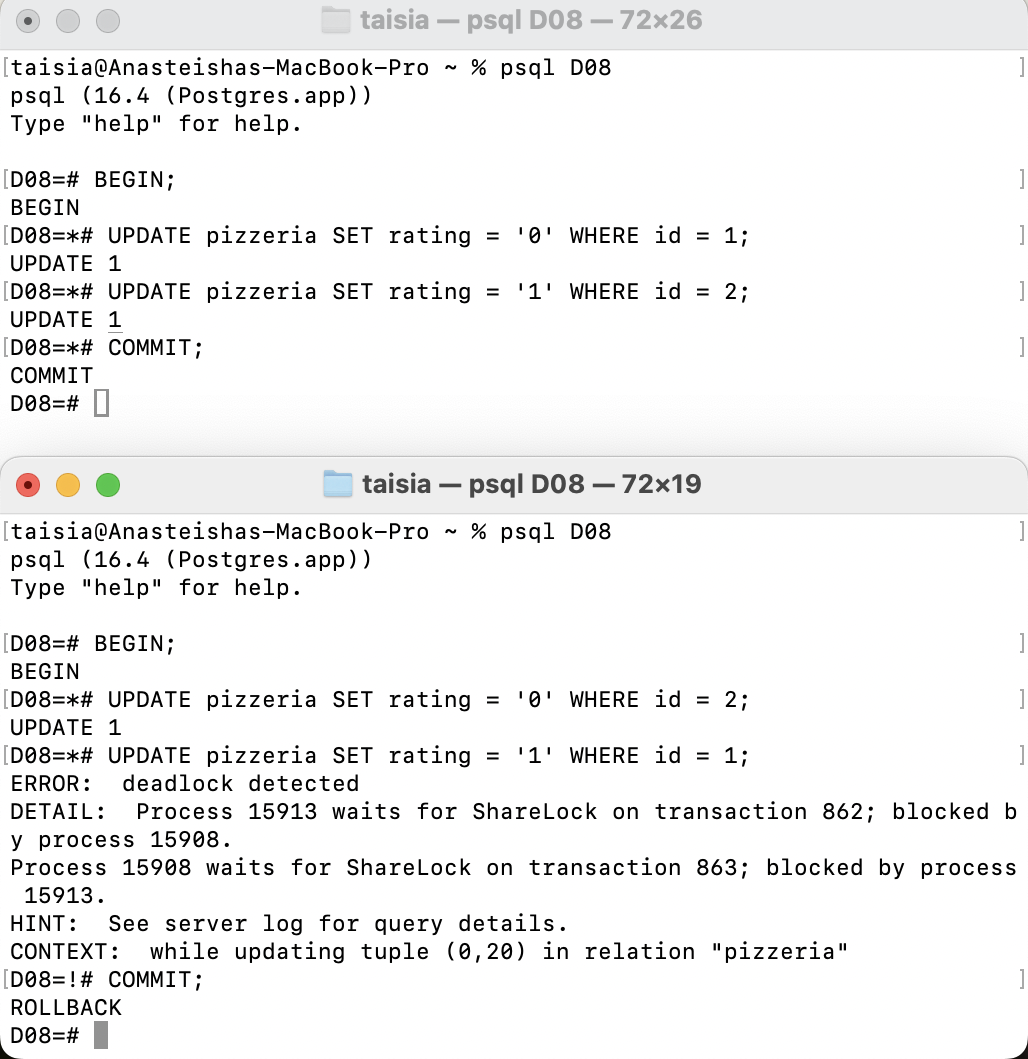 taisia — psql D08 — 72×26
[taisia@Anasteishas-MacBook-Pro ~ % psql D08 ]
psql (16.4 (Postgres.app))
Type "help" for help.
[D08=# BEGIN; ]
BEGIN
[D08=*# UPDATE pizzeria SET rating = '0' WHERE id = 1; ]
UPDATE 1
[D08=*# UPDATE pizzeria SET rating = '1' WHERE id = 2; ]
UPDATE 1
[D08=*# COMMIT; ]
COMMIT
D08=#
taisia — psql D08 — 72×19
[taisia@Anasteishas-MacBook-Pro ~ % psql D08 ]
psql (16.4 (Postgres.app))
Type "help" for help.
[D08=# BEGIN; ]
BEGIN
[D08=*# UPDATE pizzeria SET rating = '0' WHERE id = 2; ]
UPDATE 1
[D08=*# UPDATE pizzeria SET rating = '1' WHERE id = 1; ]
ERROR:  deadlock detected
DETAIL:  Process 15913 waits for ShareLock on transaction 862; blocked b
y process 15908.
Process 15908 waits for ShareLock on transaction 863; blocked by process
 15913.
HINT:  See server log for query details.
CONTEXT:  while updating tuple (0,20) in relation "pizzeria"
[D08=!# COMMIT; ]
ROLLBACK
D08=#